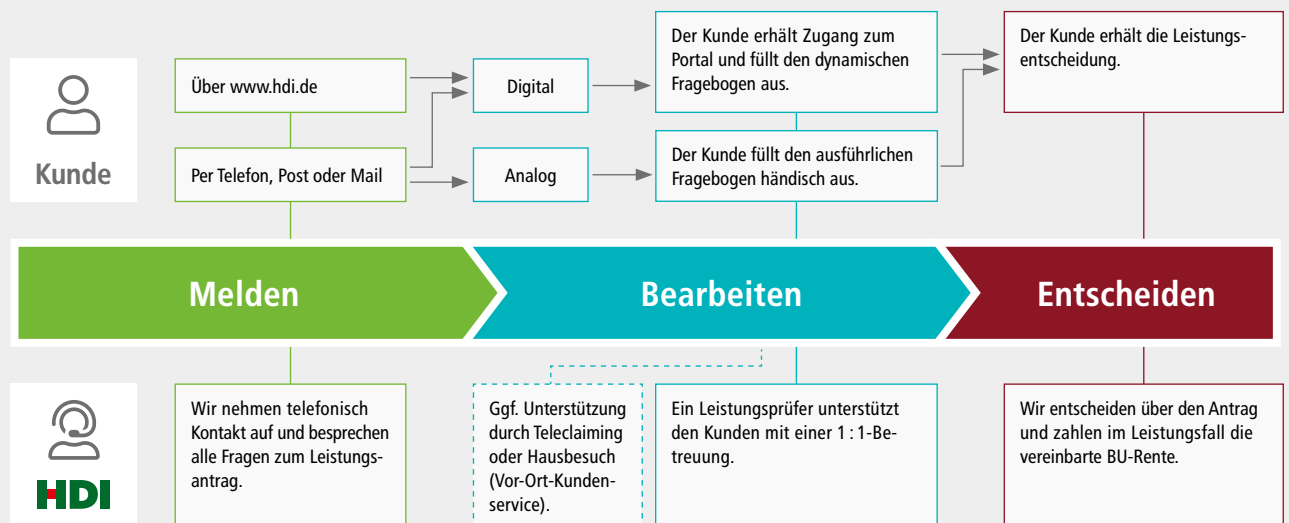 Kunde
Über www.hdi.de
Per Telefon, Post oder Mail
Digital
Analog
Der Kunde erhält Zugang zum
Portal und füllt den dynamischen
Fragebogen aus.
Der Kunde füllt den ausführlichen
Fragebogen händisch aus.
Der Kunde erhält die Leistungs-
entscheidung.
Melden
Bearbeiten
Entscheiden
HDI
Wir nehmen telefonisch
Kontakt auf und besprechen
alle Fragen zum Leistungs-
antrag.
Ggf. Unterstützung
durch Teleclaiming
oder Hausbesuch
(Vor-Ort-Kunden-
service).
Ein Leistungsprüfer unterstützt
den Kunden mit einer 1 : 1-Be-
treuung.
Wir entscheiden über den Antrag
und zahlen im Leistungsfall die
vereinbarte BU-Rente.